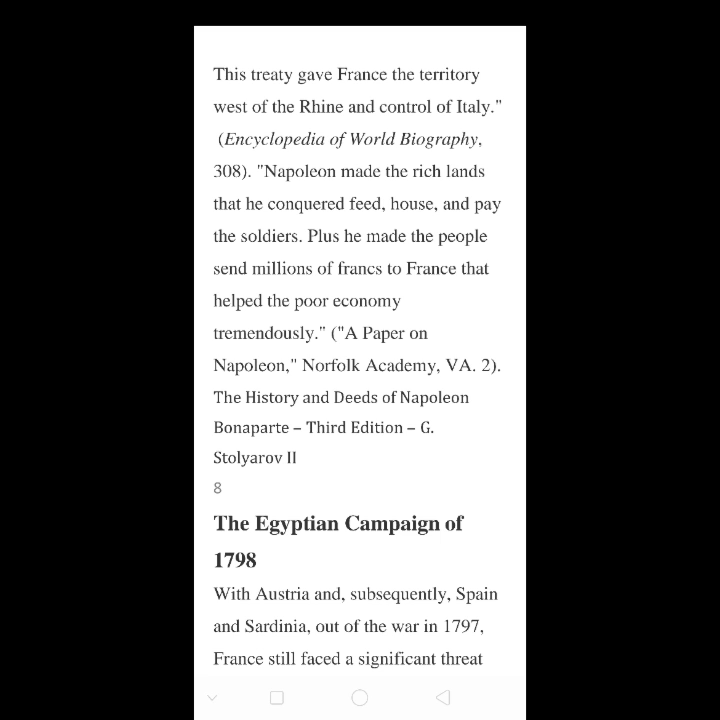 This treaty gave France the territory
west of the Rhine and control of Italy."
(Encyclopedia of World Biography,
308). "Napoleon made the rich lands
that he conquered feed, house, and pay
the soldiers. Plus he made the people
send millions of francs to France that
helped the poor economy
tremendously." ("A Paper on
Napoleon," Norfolk Academy, VA. 2).
The History and Deeds of Napoleon
Bonaparte – Third Edition – G.
Stolyarov II
8
The Egyptian Campaign of
1798
With Austria and, subsequently, Spain
and Sardinia, out of the war in 1797,
France still faced a significant threat